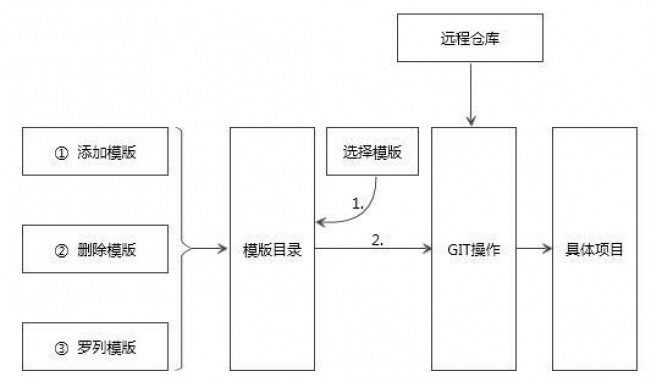 远程仓库
① 添加模版
选择模版
1.
② 删除模版
模版目录
2.
GIT操作
具体项目
③ 罗列模版